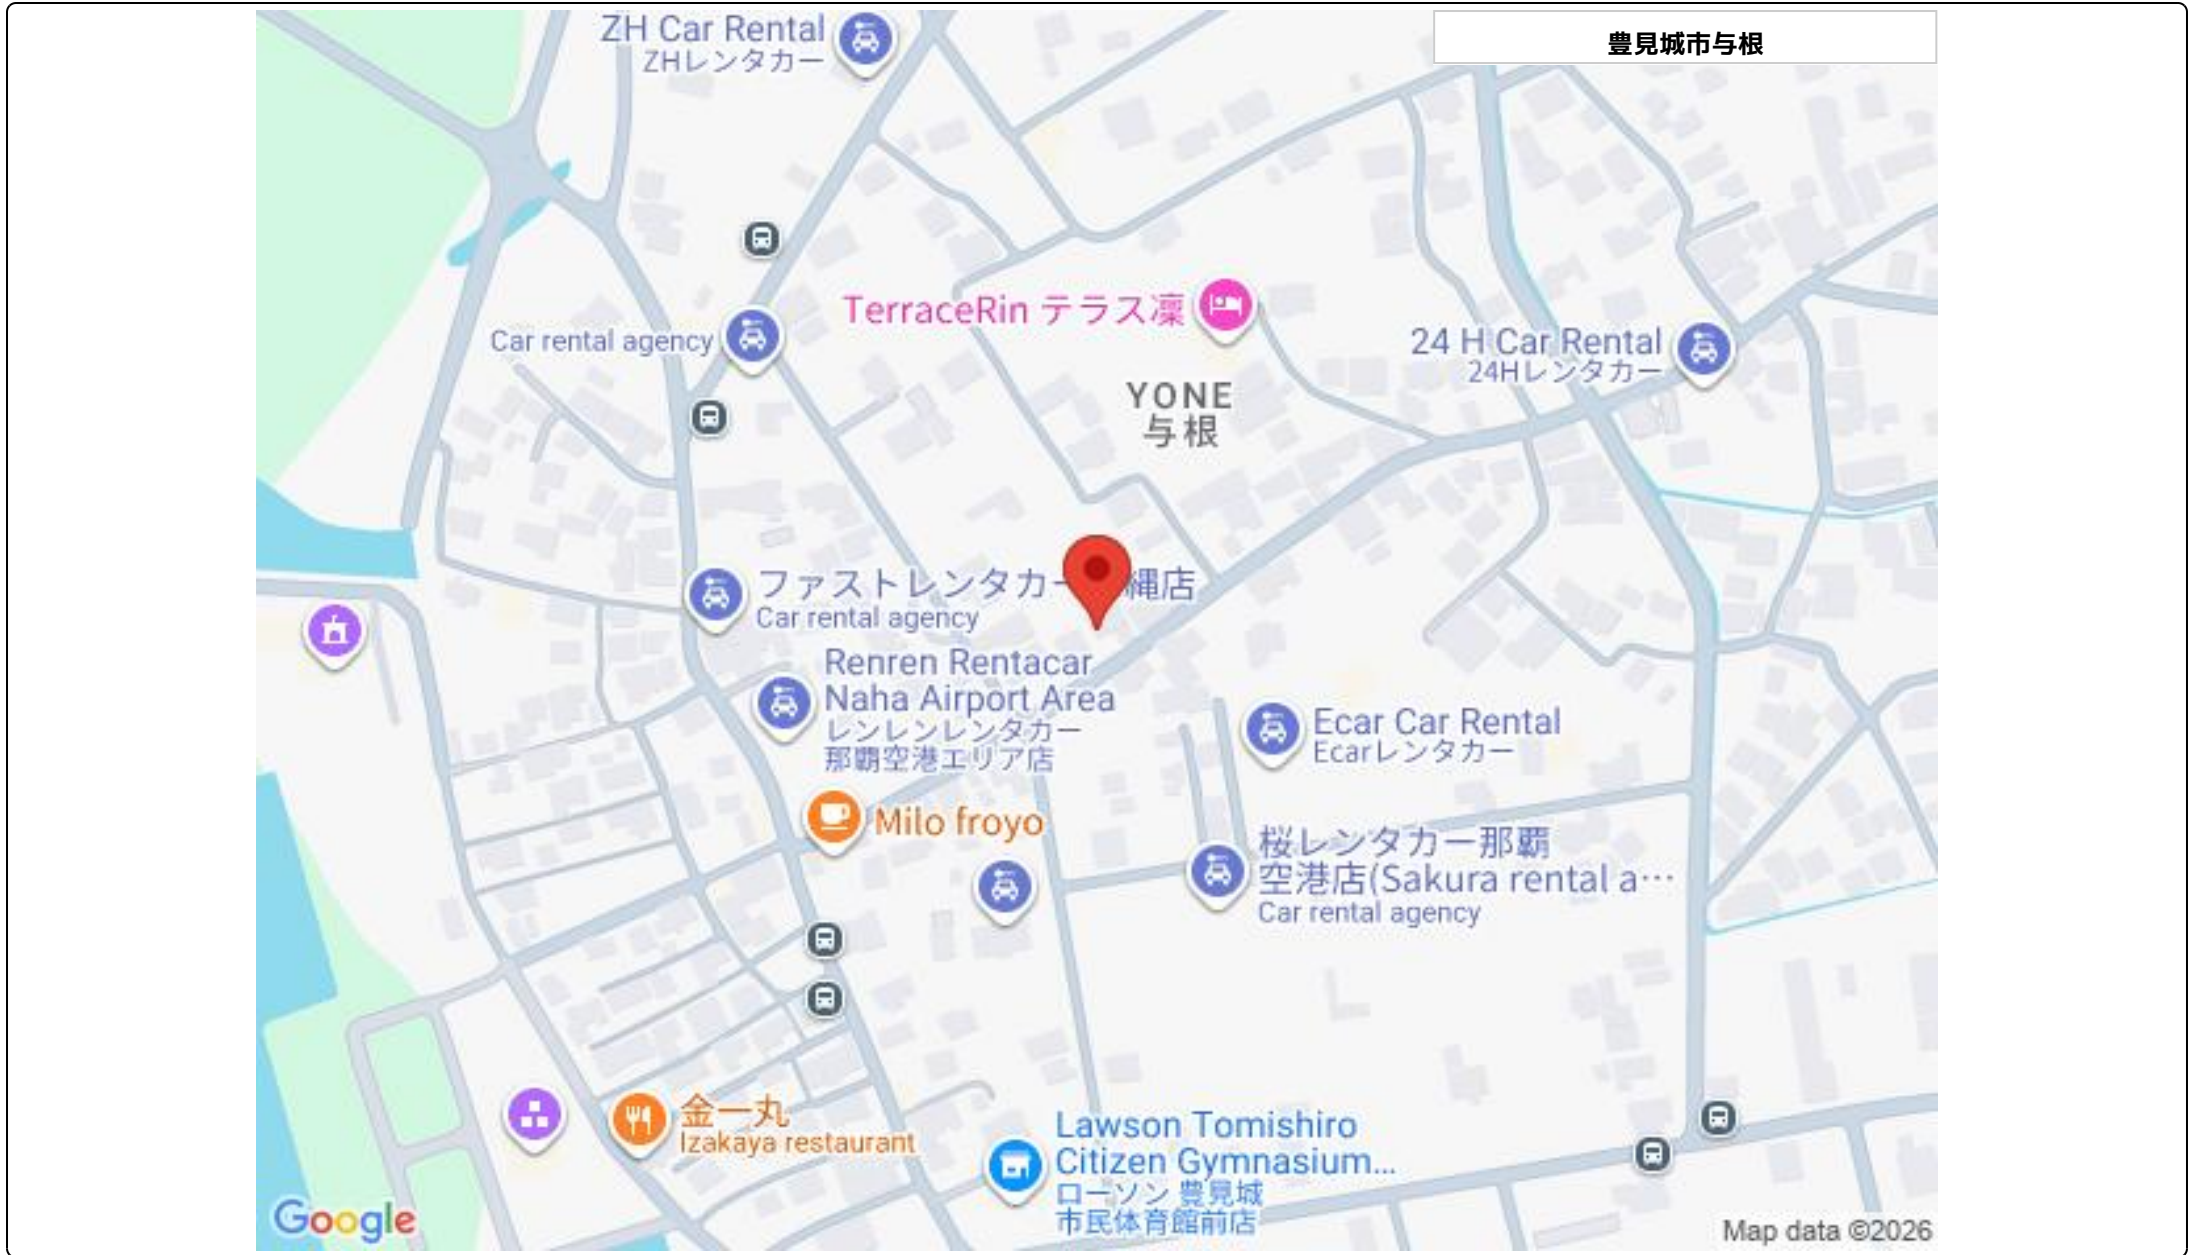 ZH Car Rental
ZHレンタカー
豊見城市与根
TerraceRin テラス凜
Car rental agency
24 H Car Rental
24Hレンタカー
YONE
与根
ファストレンタカー 縄店
Car rental agency
Renren Rentacar
Naha Airport Area
レンレンレンタカー
那覇空港エリア店
Ecar Car Rental
Ecarレンタカー
Milo froyo
桜レンタカー那覇
空港店(Sakura rental a…
Car rental agency
金一丸
Izakaya restaurant
Lawson Tomishiro
Citizen Gymnasium...
ローソン 豊見城
市民体育館前店
Google
Map data ©2026